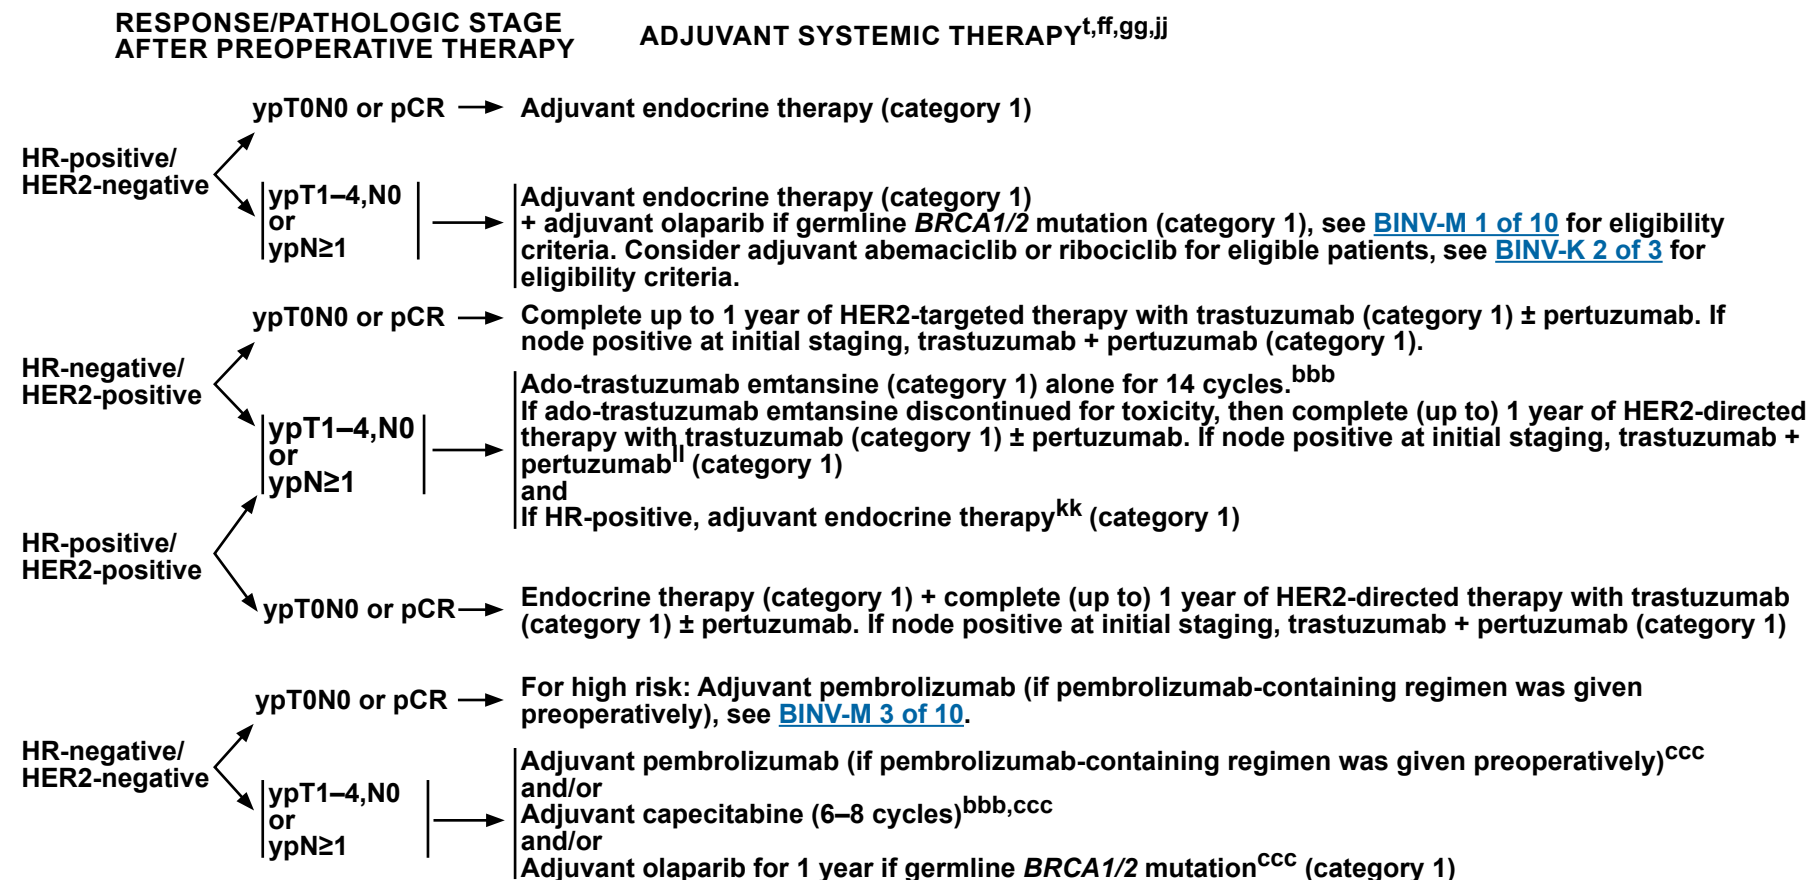 RESPONSE/PATHOLOGIC STAGE
AFTER PREOPERATIVE THERAPY
ADJUVANT SYSTEMIC THERAPYt,ff,gg,jj
HR-positive/
HER2-negative
ypT0N0 or pCR
Adjuvant endocrine therapy (category 1)
ypT1–4,N0
or
ypN≥1
Adjuvant endocrine therapy (category 1)
+ adjuvant olaparib if germline BRCA1/2 mutation (category 1), see BINV-M 1 of 10 for eligibility
criteria. Consider adjuvant abemaciclib or ribociclib for eligible patients, see BINV-K 2 of 3 for
eligibility criteria.
HR-negative/
HER2-positive
ypT0N0 or pCR
Complete up to 1 year of HER2-targeted therapy with trastuzumab (category 1) ± pertuzumab. If
node positive at initial staging, trastuzumab + pertuzumab (category 1).
ypT1–4,N0
or
ypN≥1
Ado-trastuzumab emtansine (category 1) alone for 14 cycles.bbb
If ado-trastuzumab emtansine discontinued for toxicity, then complete (up to) 1 year of HER2-directed
therapy with trastuzumab (category 1) ± pertuzumab. If node positive at initial staging, trastuzumab +
pertuzumabll (category 1)
and
If HR-positive, adjuvant endocrine therapykk (category 1)
HR-positive/
HER2-positive
ypT0N0 or pCR
Endocrine therapy (category 1) + complete (up to) 1 year of HER2-directed therapy with trastuzumab
(category 1) ± pertuzumab. If node positive at initial staging, trastuzumab + pertuzumab (category 1)
HR-negative/
HER2-negative
ypT0N0 or pCR
For high risk: Adjuvant pembrolizumab (if pembrolizumab-containing regimen was given
preoperatively), see BINV-M 3 of 10.
ypT1–4,N0
or
ypN≥1
Adjuvant pembrolizumab (if pembrolizumab-containing regimen was given preoperatively)ccc
and/or
Adjuvant capecitabine (6–8 cycles)bbb,ccc
and/or
Adjuvant olaparib for 1 year if germline BRCA1/2 mutationccc (category 1)